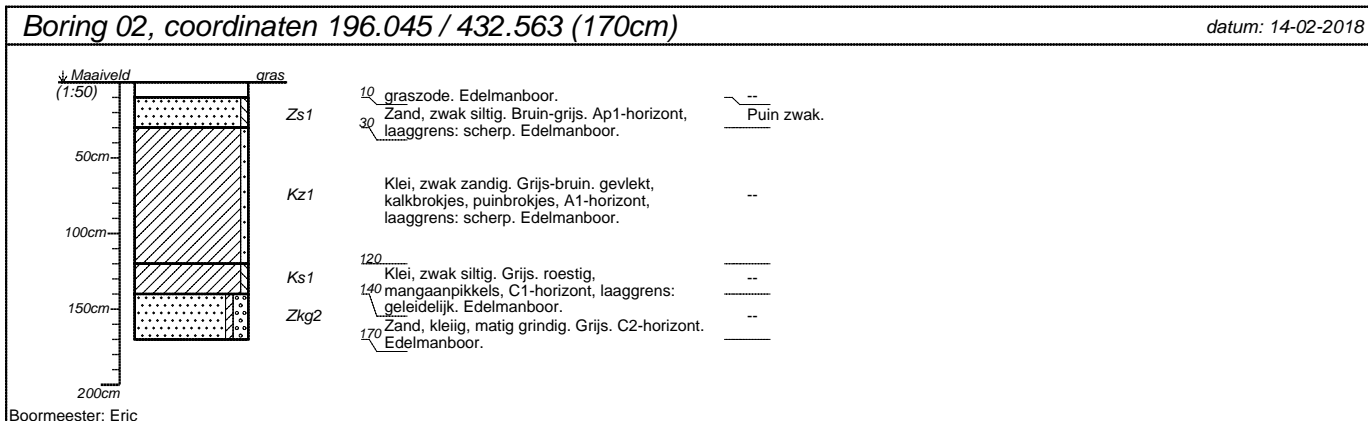 Boring 02, coordinaten 196.045 / 432.563 (170cm)
datum: 14-02-2018
Maaiveld
gras
(1:50)
10
graszode. Edelmanboor.
--
Zs1
Zand, zwak siltig. Bruin-grijs. Ap1-horizont,
Puin zwak.
30
laaggrens: scherp. Edelmanboor.
50cm
Kz1
Klei, zwak zandig. Grijs-bruin. gevlekt,
kalkbrokjes, puinbrokjes, A1-horizont,
--
laaggrens: scherp. Edelmanboor.
100cm
120
Ks1
Klei, zwak siltig. Grijs. roestig,
--
140
mangaanpikkels, C1-horizont, laaggrens:
geleidelijk. Edelmanboor.
150cm
Zkg2
--
Zand, kleiig, matig grindig. Grijs. C2-horizont.
170
Edelmanboor.
200cm
Boormeester: Eric